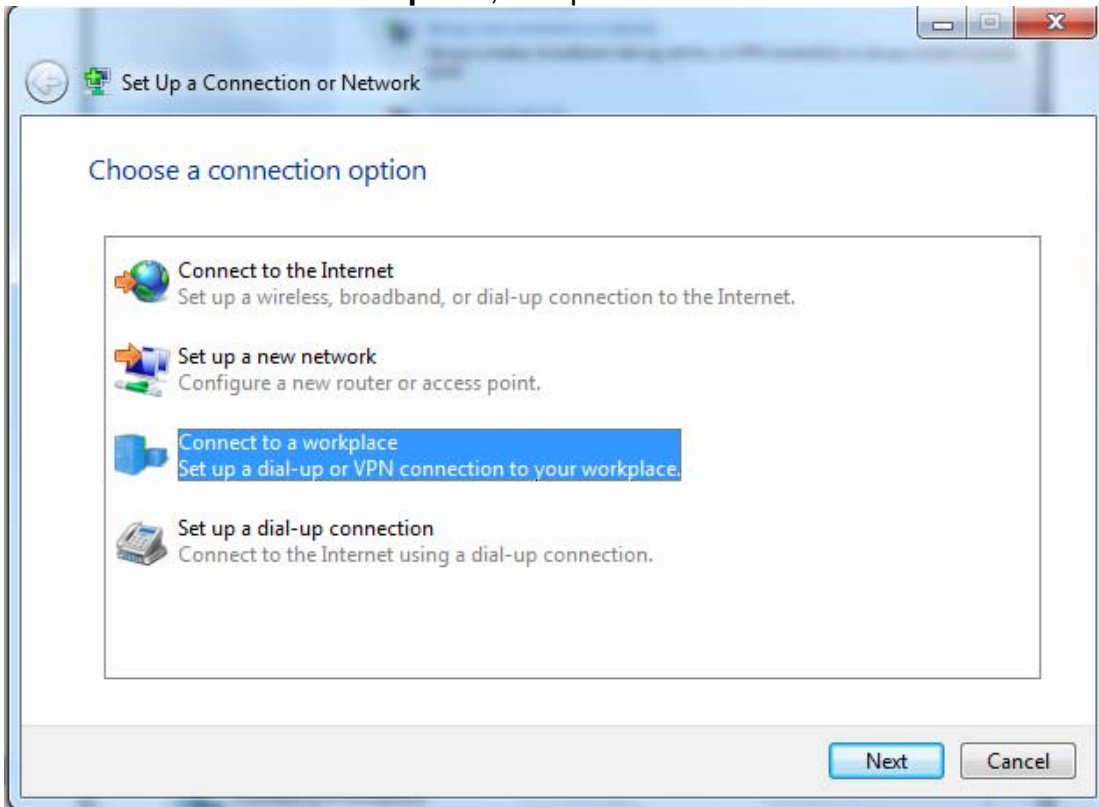 Set Up a Connection or Network
Choose a connection option
Connect to the Internet
Set up a wireless, broadband, or dial-up connection to the Internet.
Set up a new network
Configure a new router or access point.
Connect to a workplace
Set up a dial-up or VPN connection to your workplace.
Set up a dial-up connection
Connect to the Internet using a dial-up connection.
Next Cancel